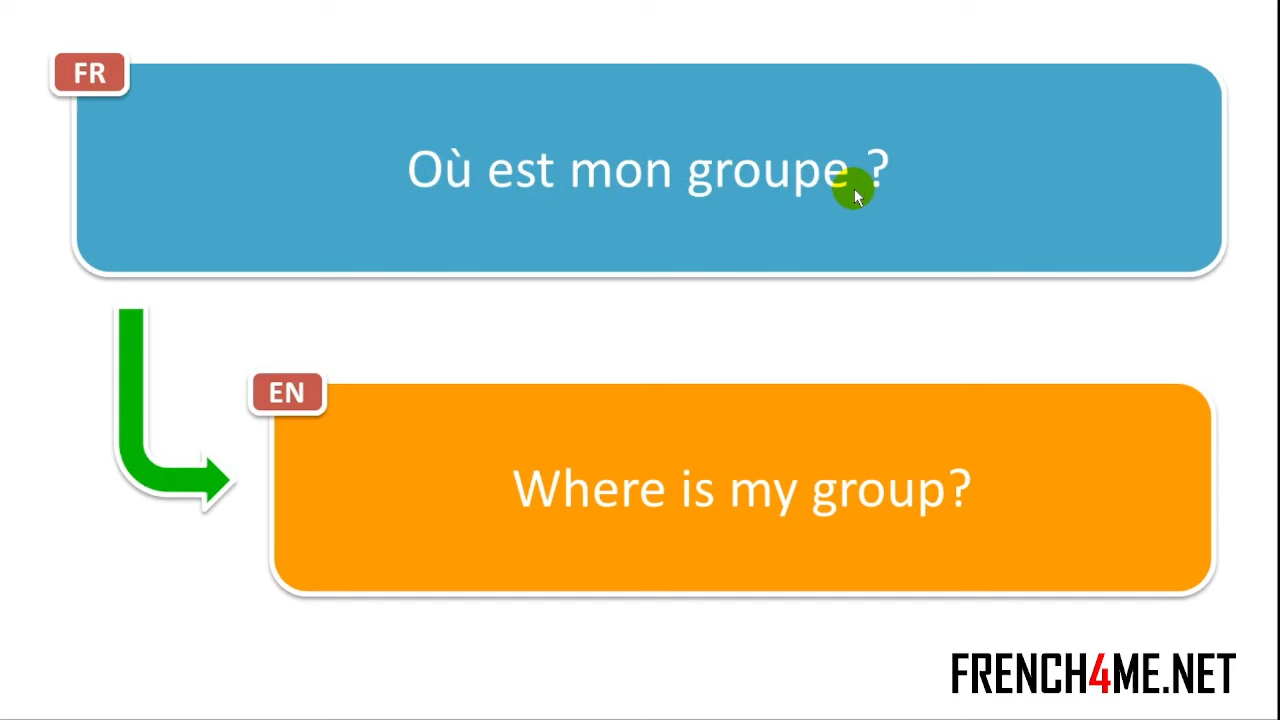 FR
Où est mon groupe ?
EN
Where is my group?
FRENCH4ME.NET